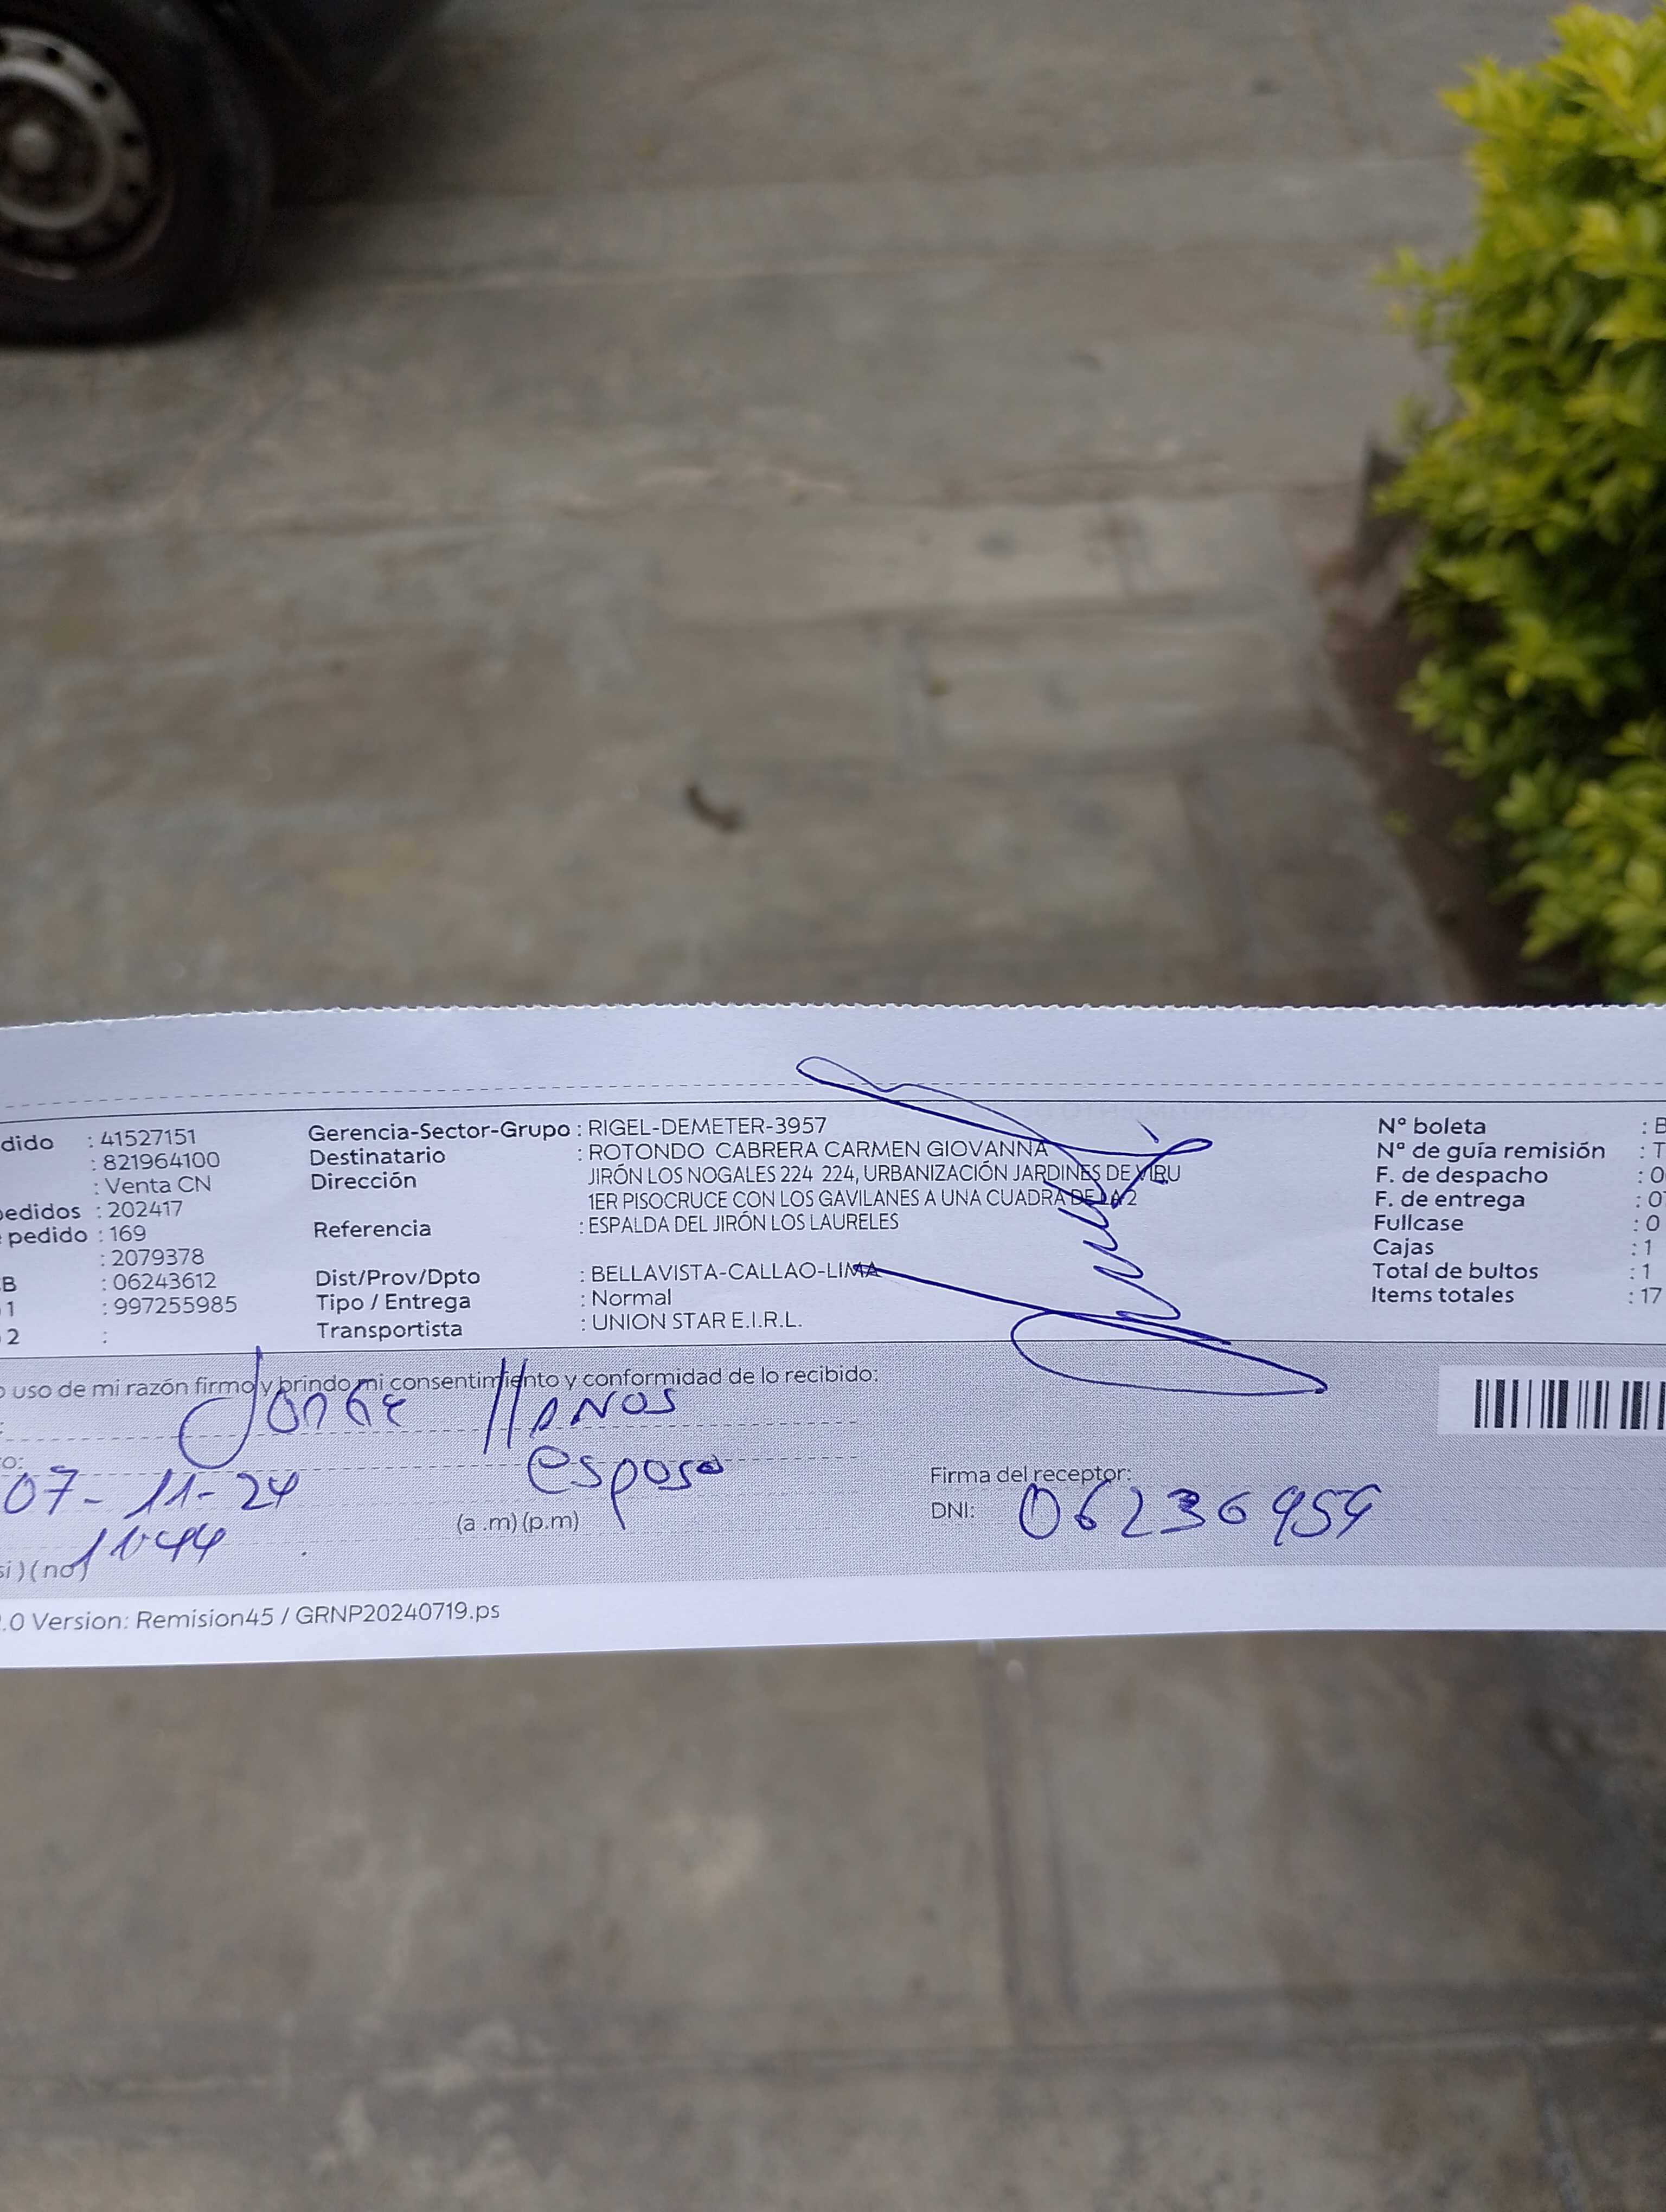 dido : 41527151
: 821964100
: Venta CN
edidos : 202417
pedido : 169
: 2079378
B : 06243612
1 : 997255985
2 :
Gerencia-Sector-Grupo : RIGEL-DEMETER-3957
Destinatario : ROTONDO CABRERA CARMEN GIOVANNA
Dirección : JIRÓN LOS NOGALES 224 224, URBANIZACIÓN JARDINES DE VIRU
1ER PISOCRUCE CON LOS GAVILANES A UNA CUADRA DE LA 2
Referencia : ESPALDA DEL JIRÓN LOS LAURELES
Dist/Prov/Dpto : BELLAVISTA-CALLAO-LIMA
Tipo / Entrega : Normal
Transportista : UNION STAR E.I.R.L.
N° boleta : B
N° de guía remisión : T
F. de despacho : 0
F. de entrega : 0
Fullcase : 0
Cajas : 1
Total de bultos : 1
Items totales : 17
o uso de mi razón firmo y brindo mi consentimiento y conformidad de lo recibido:
Jorge Llanos
o:
esposo
07-11-24
Firma del receptor:
(a .m) (p.m)
DNI: 06236959
si ) ( no )
.0 Version: Remision45 / GRNP20240719.ps